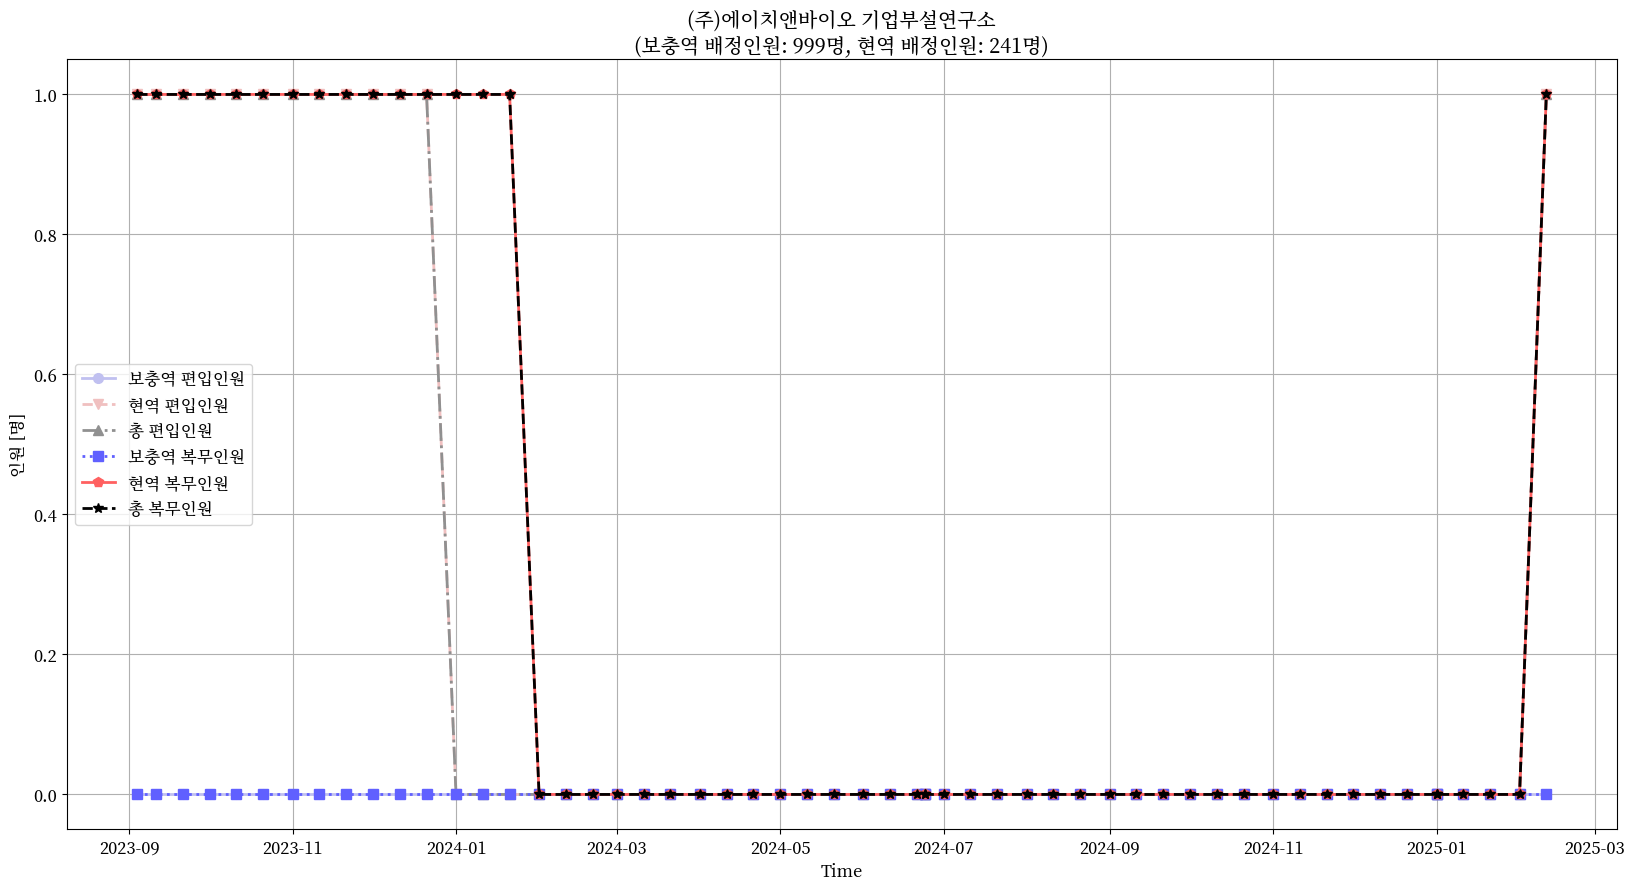 (주)에이치앤바이오 기업부설연구소
(보충역 배정인원: 999명, 현역 배정인원: 241명)
인원 [명]
1.0
0.8
0.6
0.4
0.2
0.0
보충역 편입인원
현역 편입인원
총 편입인원
보충역 복무인원
현역 복무인원
총 복무인원
2023-09 2023-11 2024-01 2024-03 2024-05 2024-07 2024-09 2024-11 2025-01 2025-03
Time